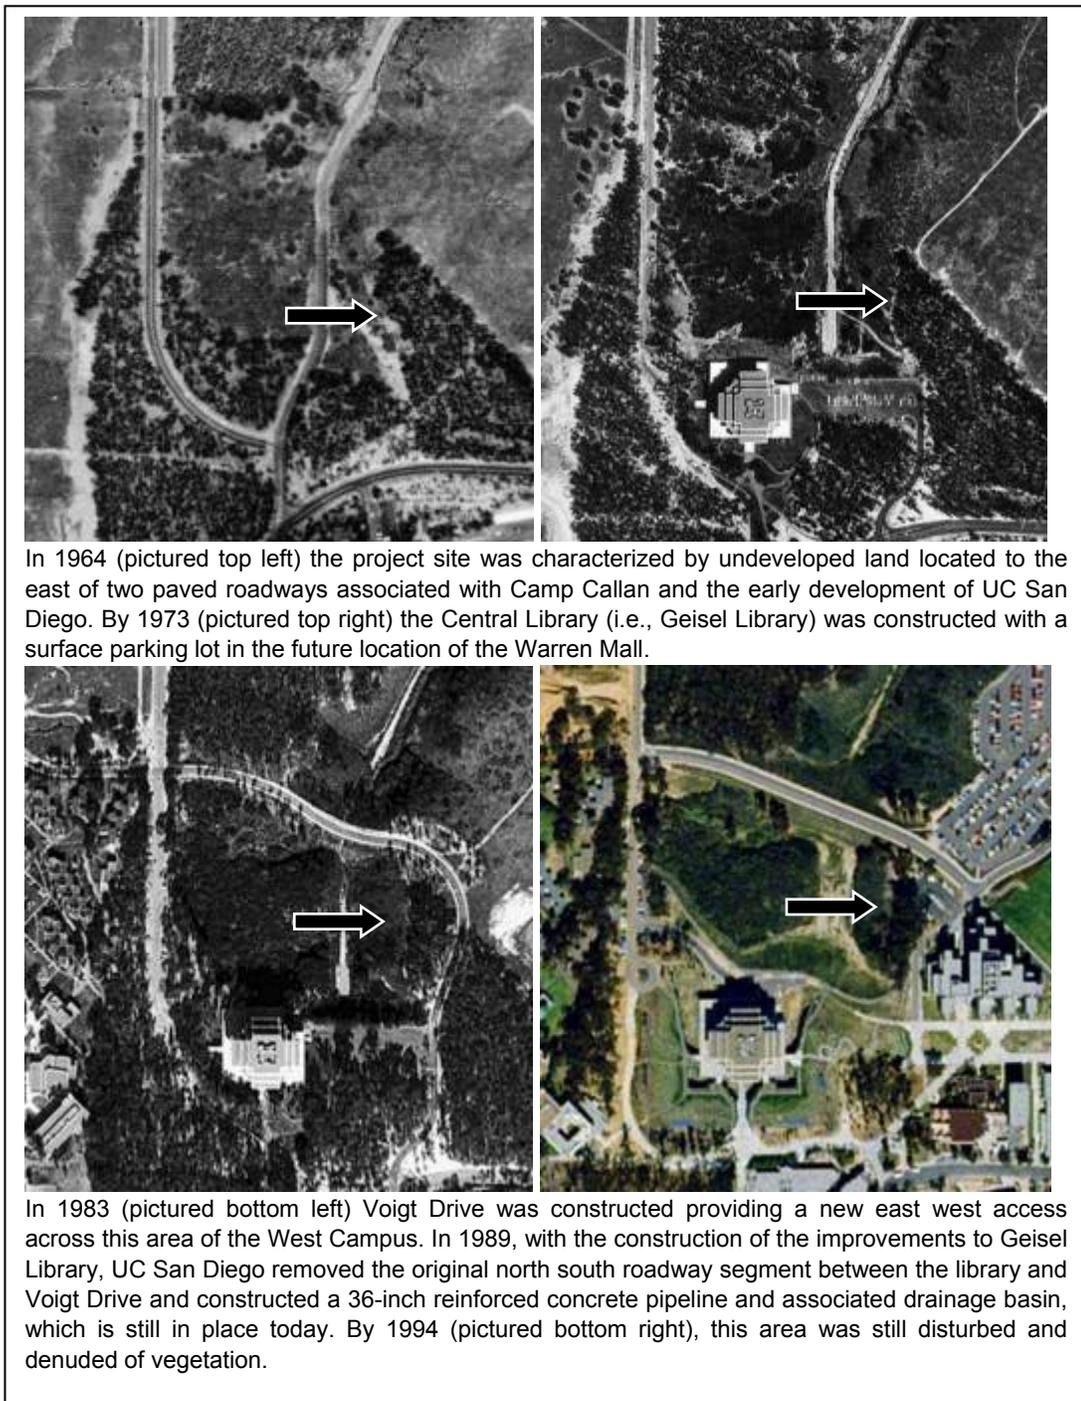 In 1964 (pictured top left) the project site was characterized by undeveloped land located to the
east of two paved roadways associated with Camp Callan and the early development of UC San
Diego. By 1973 (pictured top right) the Central Library (i.e., Geisel Library) was constructed with a
surface parking lot in the future location of the Warren Mall.
In 1983 (pictured bottom left) Voigt Drive was constructed providing a new east west access
across this area of the West Campus. In 1989, with the construction of the improvements to Geisel
Library, UC San Diego removed the original north south roadway segment between the library and
Voigt Drive and constructed a 36-inch reinforced concrete pipeline and associated drainage basin,
which is still in place today. By 1994 (pictured bottom right), this area was still disturbed and
denuded of vegetation.